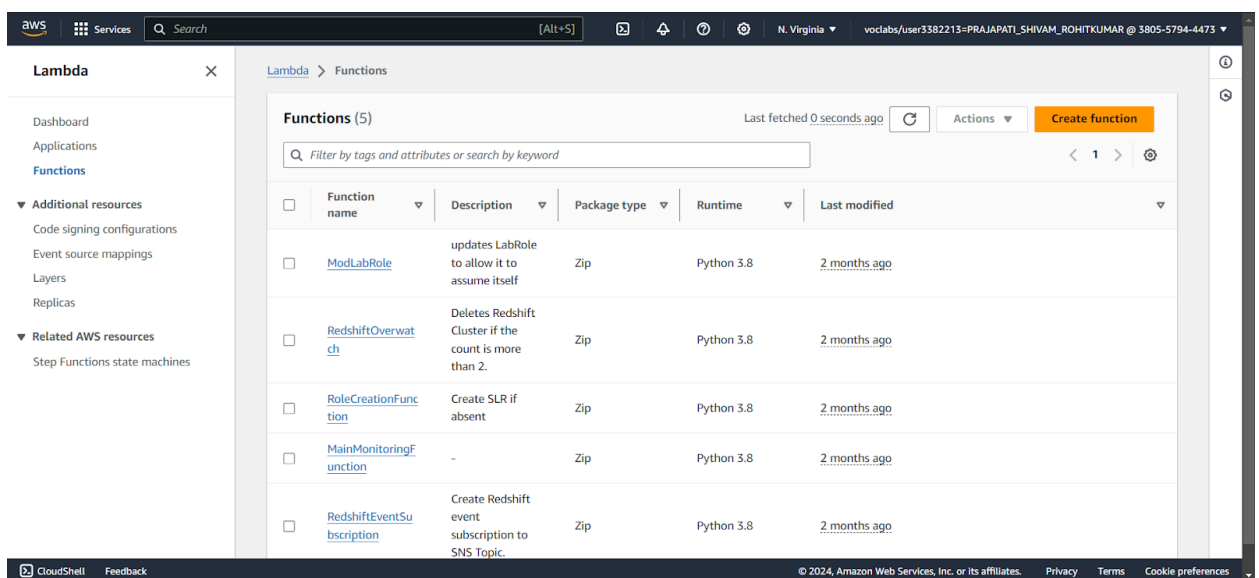 aws
Services
Search
[Alt+S]
N. Virginia
voclabs/user3382213=PRAJAPATI_SHIVAM_ROHITKUMAR @ 3805-5794-4473
Lambda
Dashboard
Applications
Functions
Additional resources
Code signing configurations
Event source mappings
Layers
Replicas
Related AWS resources
Step Functions state machines
Lambda > Functions
Functions (5)
Last fetched 0 seconds ago
Actions
Create function
Filter by tags and attributes or search by keyword
1
Function
name
Description
Package type
Runtime
Last modified
ModLabRole
updates LabRole
to allow it to
assume itself
Zip
Python 3.8
2 months ago
RedshiftOverwat
ch
Deletes Redshift
Cluster if the
count is more
than 2.
Zip
Python 3.8
2 months ago
RoleCreationFunc
tion
Create SLR if
absent
Zip
Python 3.8
2 months ago
MainMonitoringF
unction
-
Zip
Python 3.8
2 months ago
RedshiftEventSu
bscription
Create Redshift
event
subscription to
SNS Topic.
Zip
Python 3.8
2 months ago
CloudShell
Feedback
© 2024, Amazon Web Services, Inc. or its affiliates.
Privacy
Terms
Cookie preferences